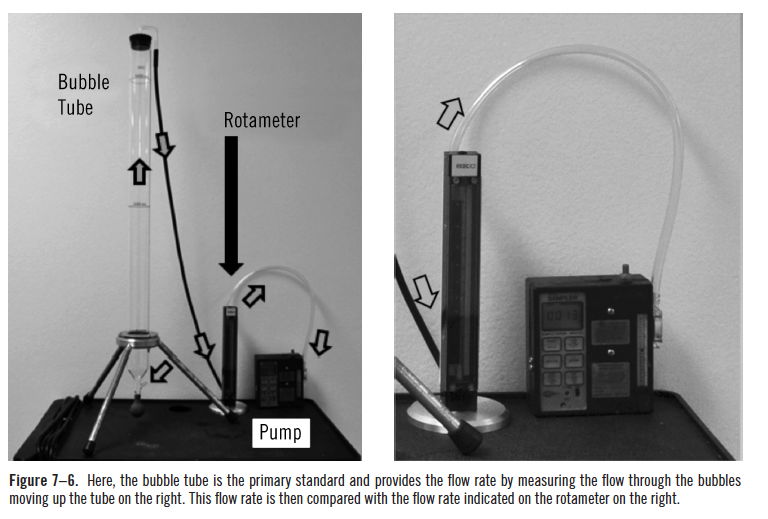 Bubble
Tube
Rotameter
Pump
SAMPLER
Figure 7–6. Here, the bubble tube is the primary standard and provides the flow rate by measuring the flow through the bubbles
moving up the tube on the right. This flow rate is then compared with the flow rate indicated on the rotameter on the right.